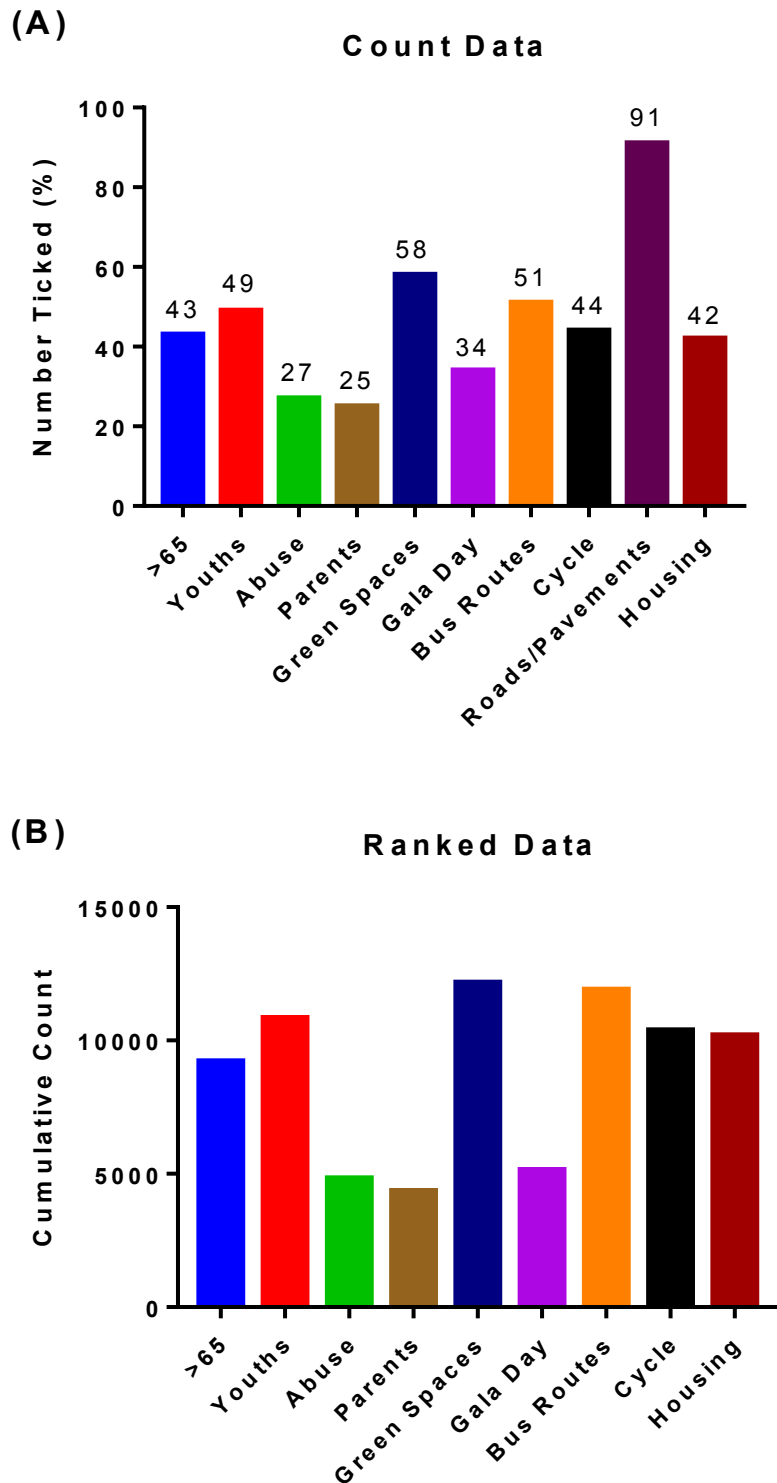 (A)
Count Data
Number Ticked (%)
100
80
60
40
20
0
43
49
27
25
58
34
51
44
91
42
>65
Youths
Abuse
Parents
Green Spaces
Gala Day
Bus Routes
Cycle
Roads/Pavements
Housing
(B)
Ranked Data
Cumulative Count
15000
10000
5000
0
>65
Youths
Abuse
Parents
Green Spaces
Gala Day
Bus Routes
Cycle
Housing